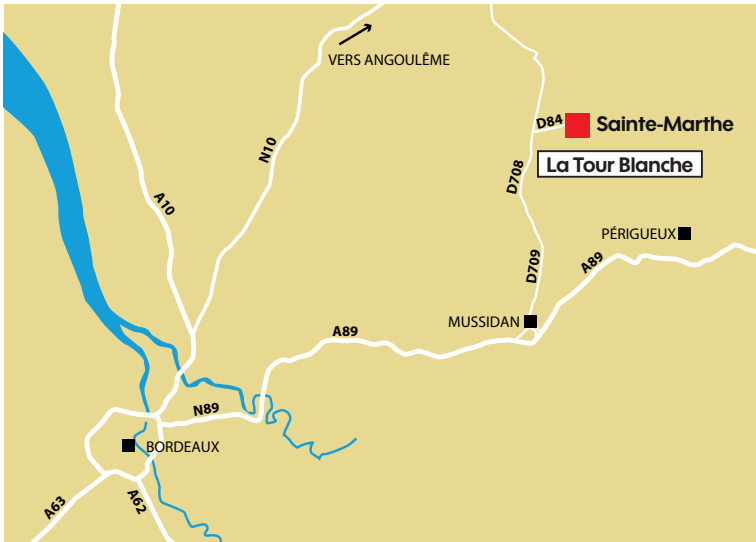 VERS ANGOULÊME
D84
Sainte-Marthe
N10
La Tour Blanche
D708
A10
PÉRIGUEUX
A89
D709
MUSSIDAN
A89
N89
BORDEAUX
A63
A62